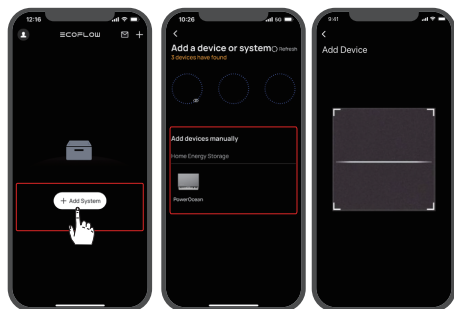 12:16
ECOFLOW
+ Add System
10:26
60
Add a device or system
Refresh
3 devices have found
Add devices manually
Home Energy Storage
PowerOcean
9:41
Add Device